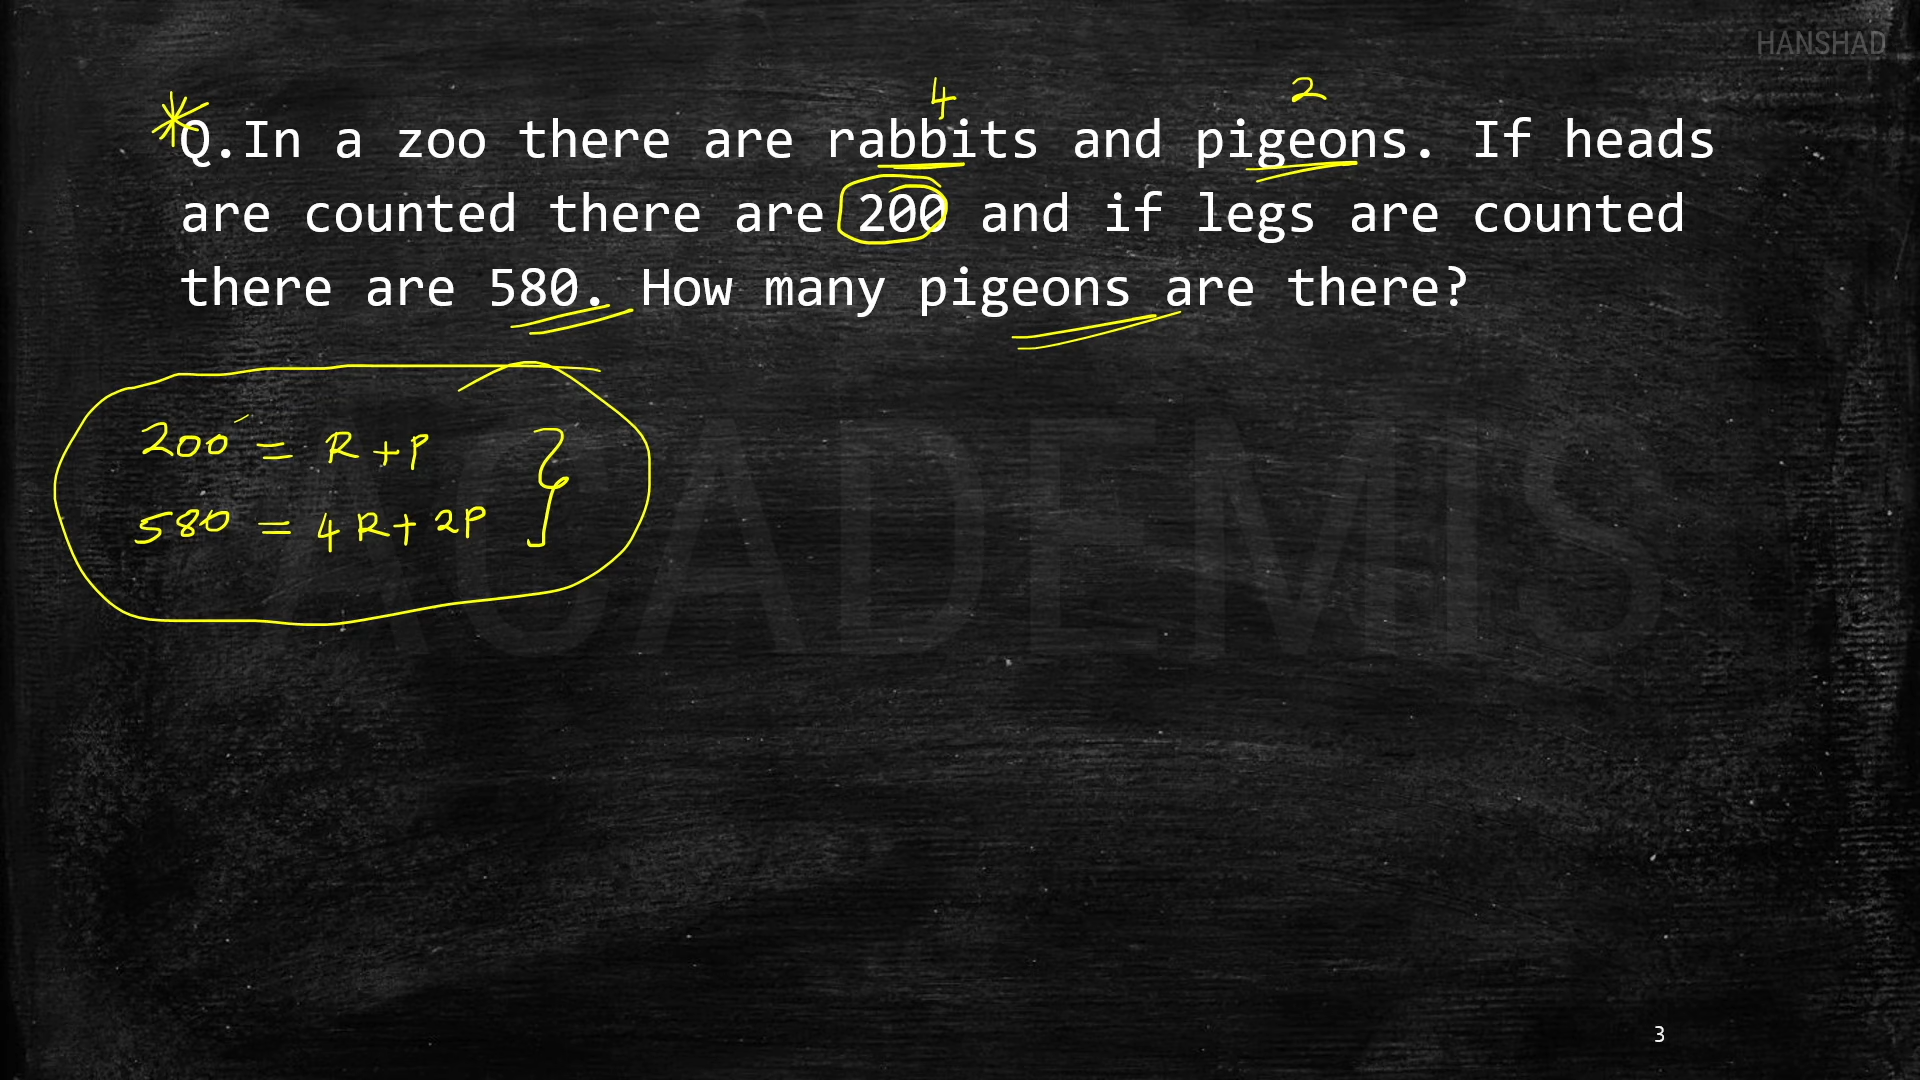 HANSHAD
4 2
*Q.In a zoo there are rabbits and pigeons. If heads
are counted there are 200 and if legs are counted
there are 580. How many pigeons are there?
200 = R + P
580 = 4R + 2P
ACADEMIS
3